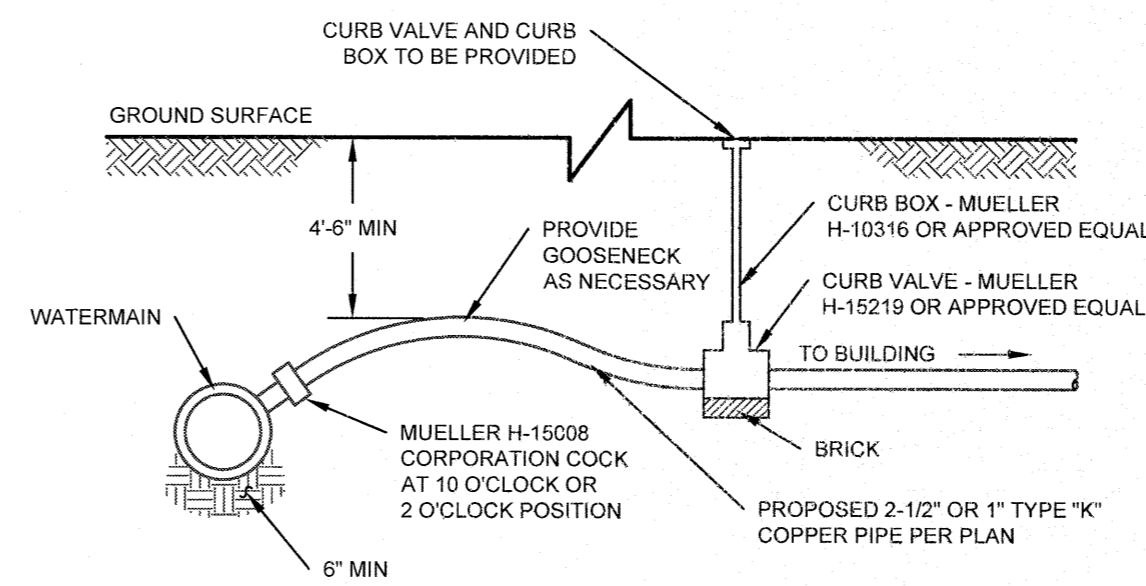 CURB VALVE AND CURB
BOX TO BE PROVIDED
GROUND SURFACE
4'-6" MIN
PROVIDE
GOOSENECK
AS NECESSARY
CURB BOX - MUELLER
H-10316 OR APPROVED EQUAL
CURB VALVE - MUELLER
H-15219 OR APPROVED EQUAL
WATERMAIN
TO BUILDING
MUELLER H-15008
CORPORATION COCK
AT 10 O'CLOCK OR
2 O'CLOCK POSITION
BRICK
PROPOSED 2-1/2" OR 1" TYPE "K"
COPPER PIPE PER PLAN
6" MIN